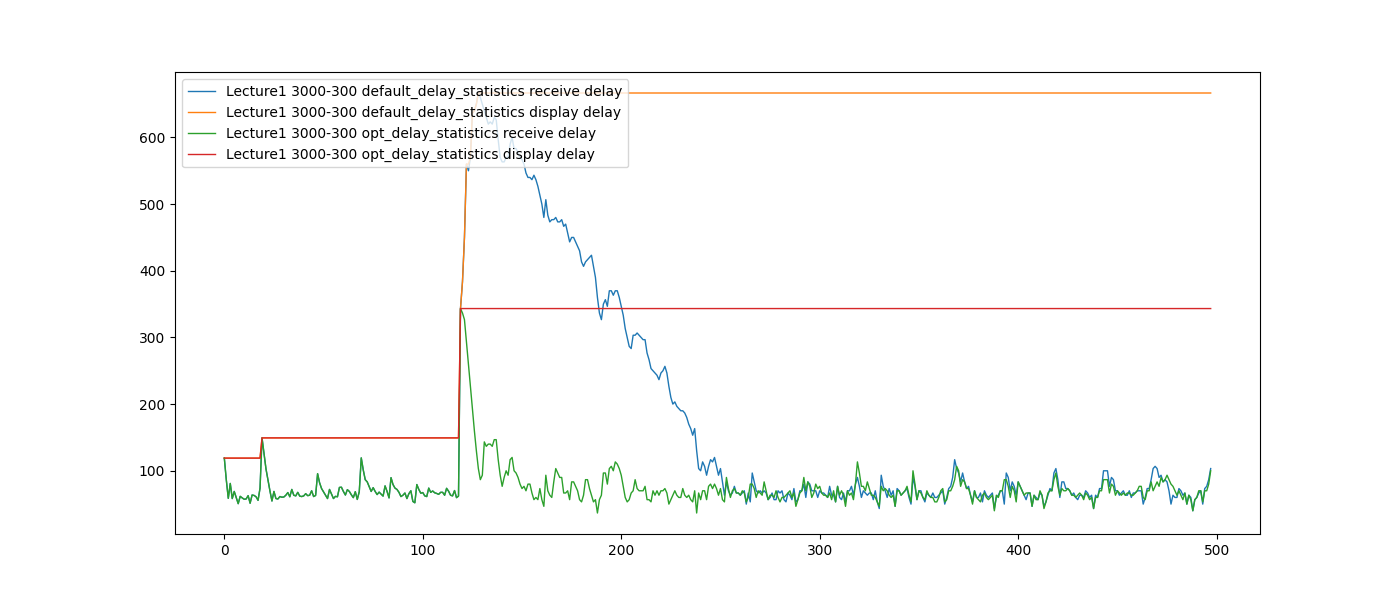 Lecture1 3000-300 default_delay_statistics receive delay
Lecture1 3000-300 default_delay_statistics display delay
Lecture1 3000-300 opt_delay_statistics receive delay
Lecture1 3000-300 opt_delay_statistics display delay
600
500
400
300
200
100
0 100 200 300 400 500